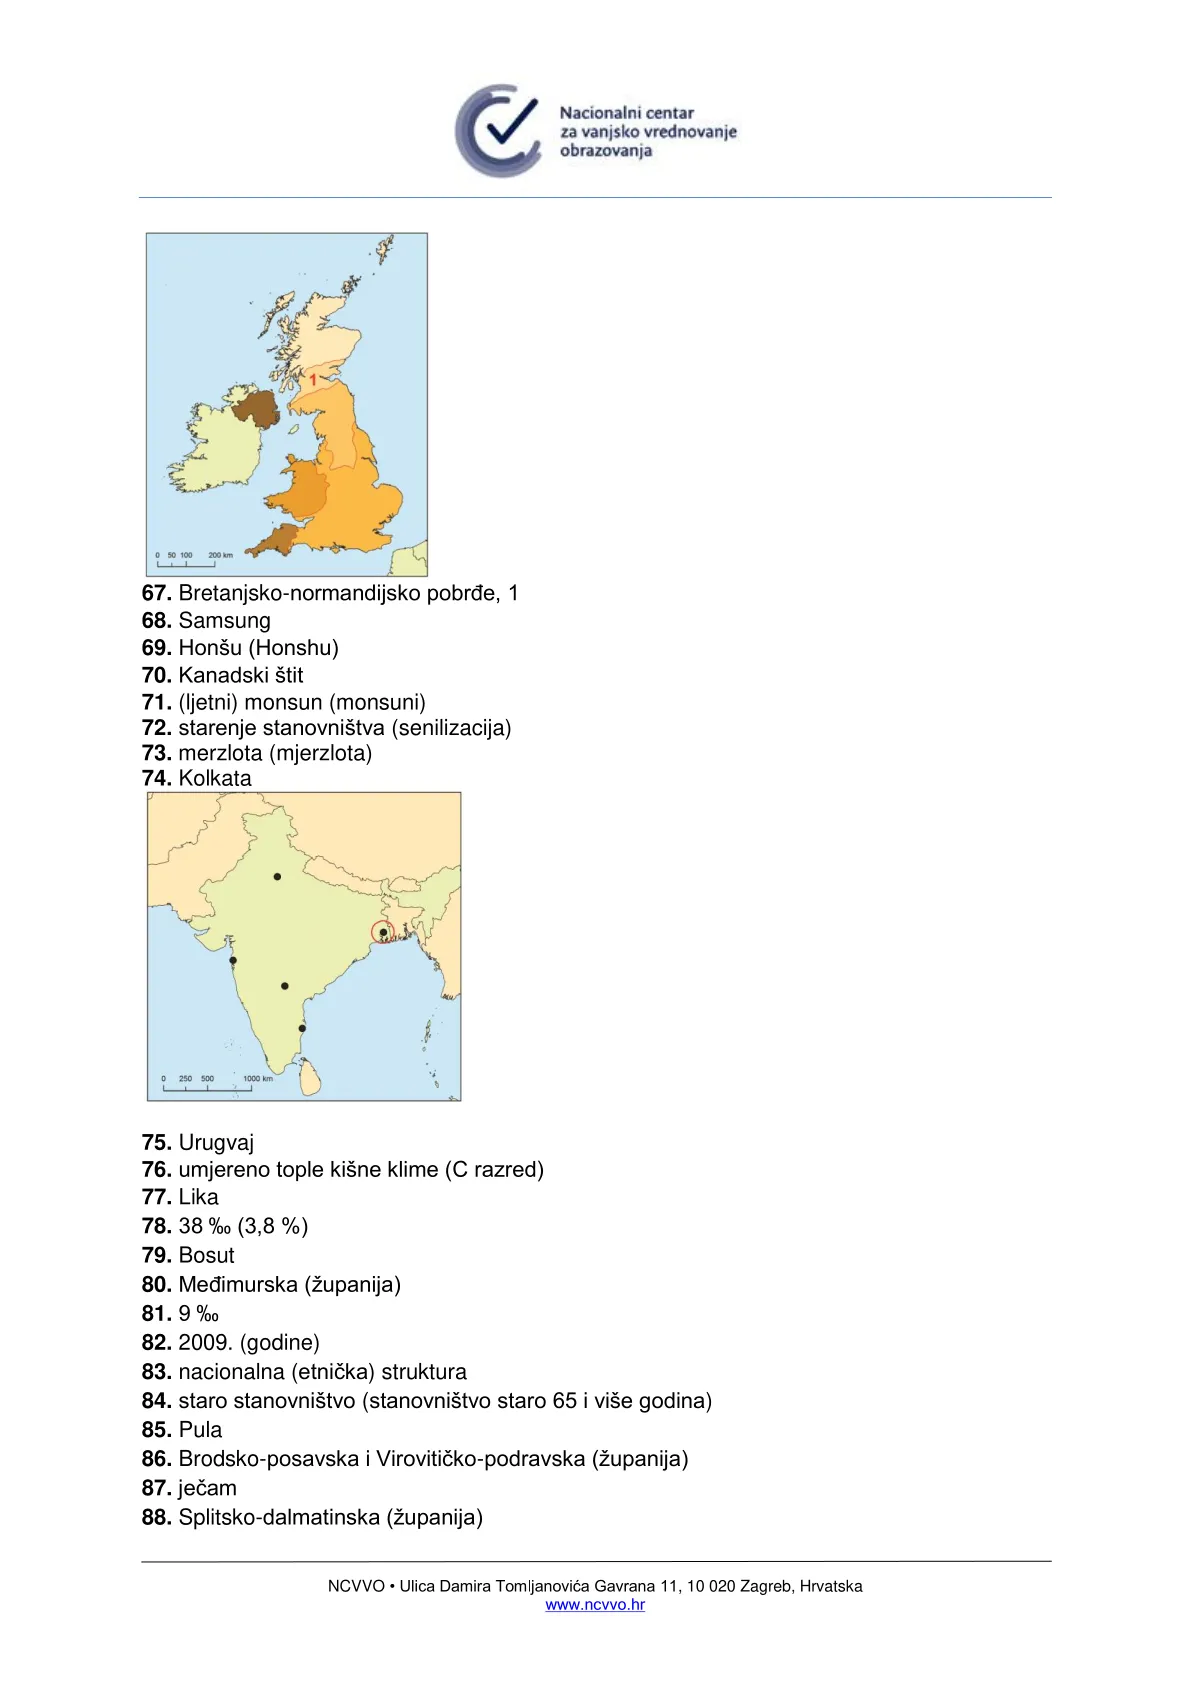 Nacionalni centar
za vanjsko vrednovanje
obrazovanja
1
0 50 100 200 km
67. Bretanjsko-normandijsko pobrđe, 1
68. Samsung
69. Honšu (Honshu)
70. Kanadski štit
71. (ljetni) monsun (monsuni)
72. starenje stanovništva (senilizacija)
73. merzlota (mjerzlota)
74. Kolkata
0 250 500 1000 km
75. Urugvaj
76. umjereno tople kišne klime (C razred)
77. Lika
78. 38 ‰ (3,8 %)
79. Bosut
80. Međimurska (županija)
81. 9 ‰
82. 2009. (godine)
83. nacionalna (etnička) struktura
84. staro stanovništvo (stanovništvo staro 65 i više godina)
85. Pula
86. Brodsko-posavska i Virovitičko-podravska (županija)
87. ječam
88. Splitsko-dalmatinska (županija)
NCVVO • Ulica Damira Tomljanovića Gavrana 11, 10 020 Zagreb, Hrvatska
www.ncvvo.hr